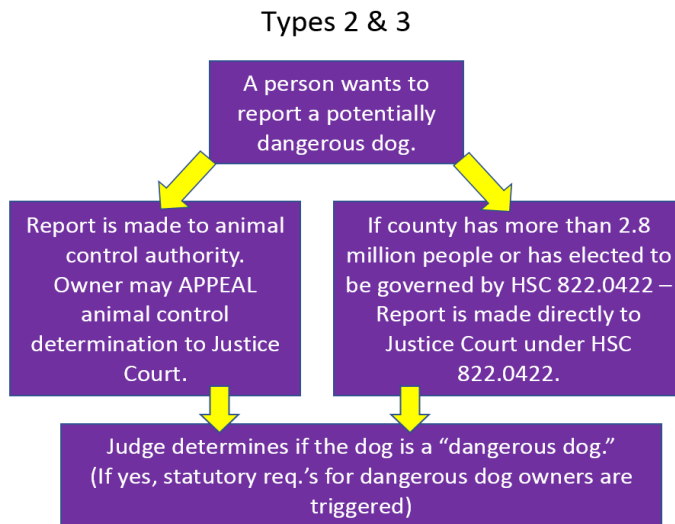 Types 2 & 3
A person wants to
report a potentially
dangerous dog.
Report is made to animal
control authority.
Owner may APPEAL
animal control
determination to Justice
Court.
If county has more than 2.8
million people or has elected to
be governed by HSC 822.0422 –
Report is made directly to
Justice Court under HSC
822.0422.
Judge determines if the dog is a “dangerous dog.”
(If yes, statutory req.’s for dangerous dog owners are
triggered)